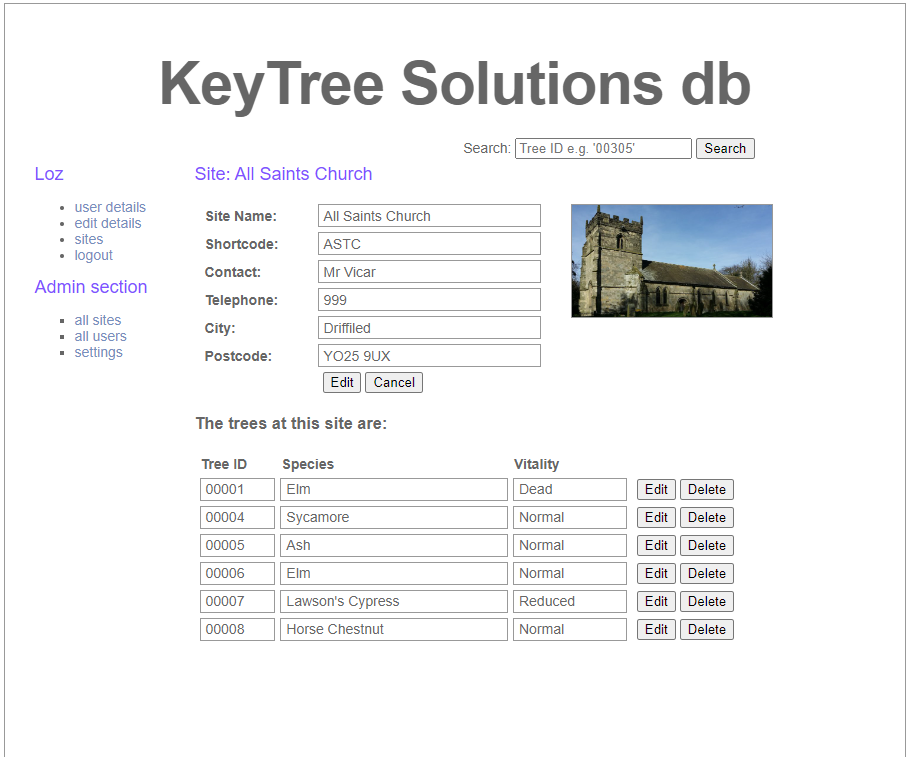 KeyTree Solutions db
Search: Tree ID e.g. '00305' Search
Loz
user details
edit details
sites
logout
Admin section
all sites
all users
settings
Site: All Saints Church
Site Name: All Saints Church
Shortcode: ASTC
Contact: Mr Vicar
Telephone: 999
City: Driffiled
Postcode: YO25 9UX
Edit Cancel
The trees at this site are:
Tree ID Species Vitality
00001 Elm Dead Edit Delete
00004 Sycamore Normal Edit Delete
00005 Ash Normal Edit Delete
00006 Elm Normal Edit Delete
00007 Lawson's Cypress Reduced Edit Delete
00008 Horse Chestnut Normal Edit Delete